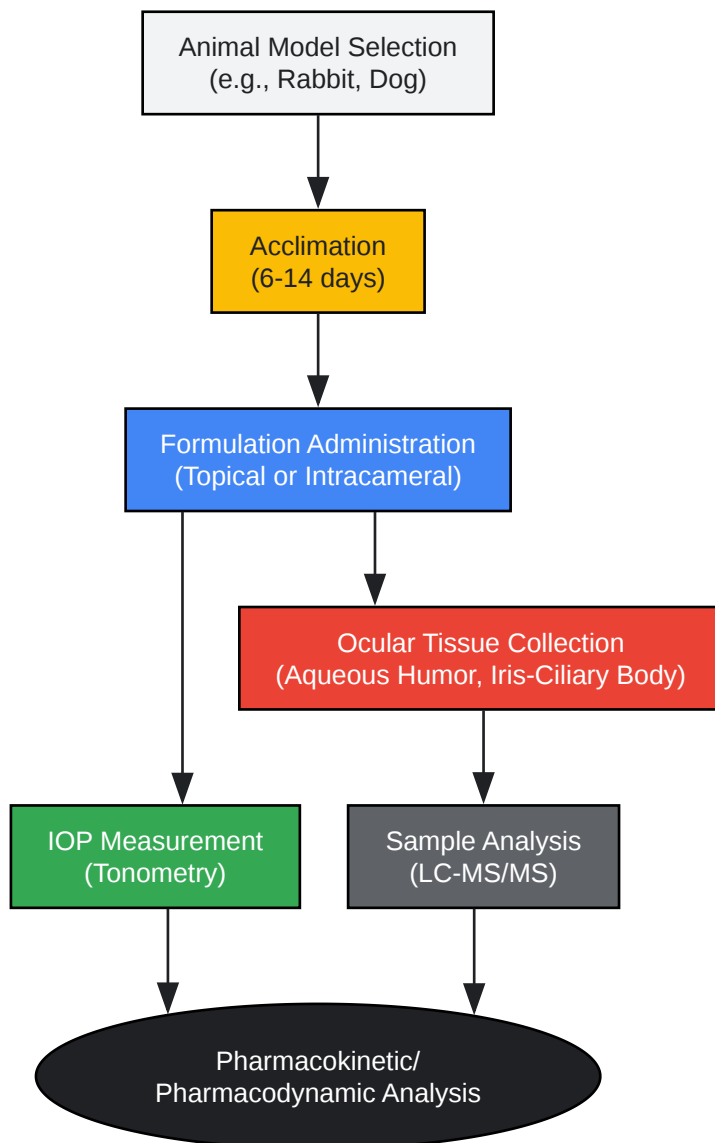 Animal Model Selection
(e.g., Rabbit, Dog)
Acclimation
(6-14 days)
Formulation Administration
(Topical or Intracameral)
Ocular Tissue Collection
(Aqueous Humor, Iris-Ciliary Body)
IOP Measurement
(Tonometry)
Sample Analysis
(LC-MS/MS)
Pharmacokinetic/
Pharmacodynamic Analysis